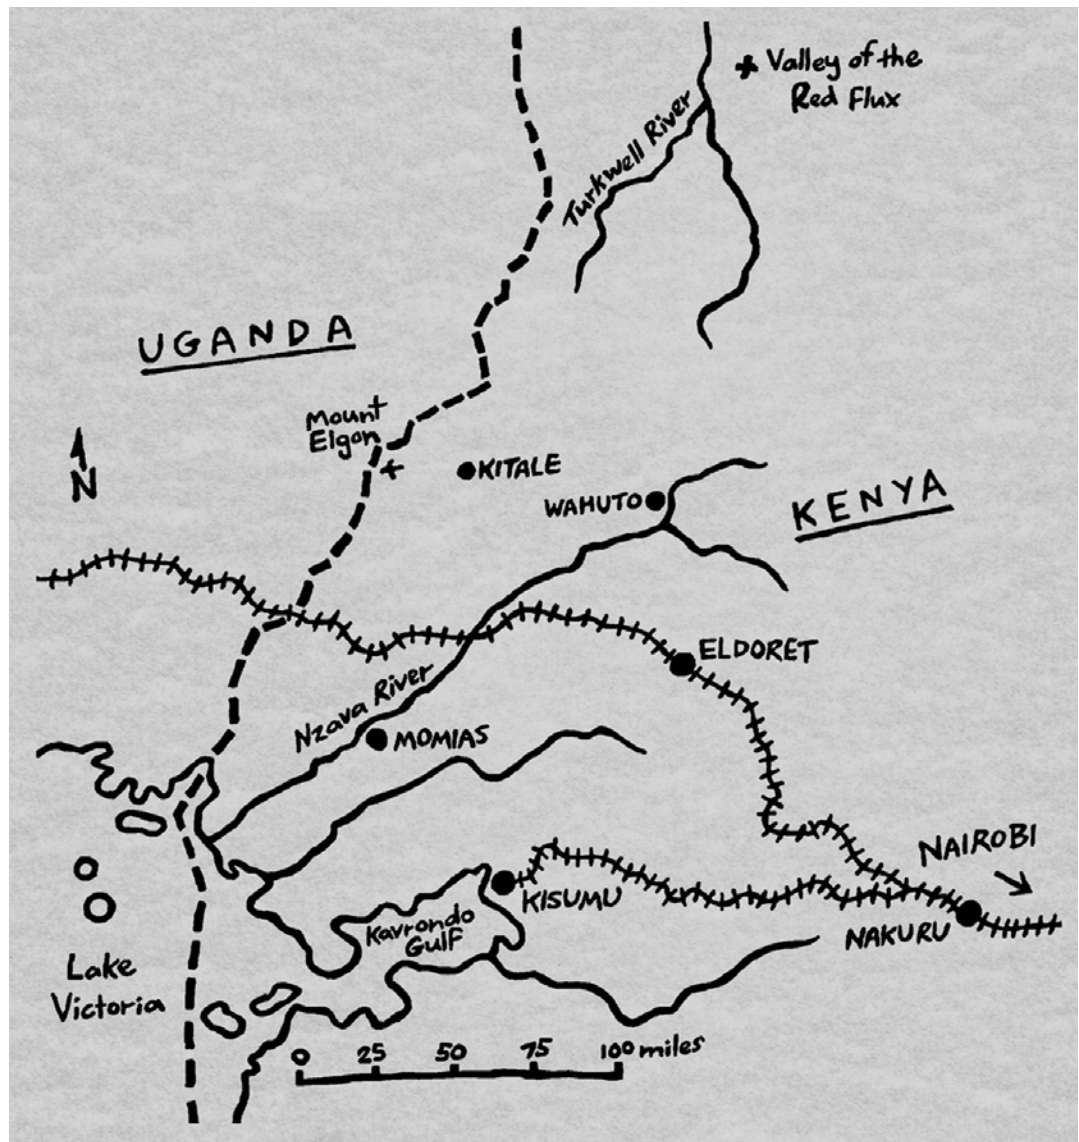 Valley of the
Red Flux
Turkwell River
UGANDA
Mount
Elgon
N
KITALE
WAHUTO
KENYA
ELDORET
Nzava River
MOMIAS
NAIROBI
KISUMU
Kavrondo
Gulf
NAKURU
Lake
Victoria
0 25 50 75 100 miles